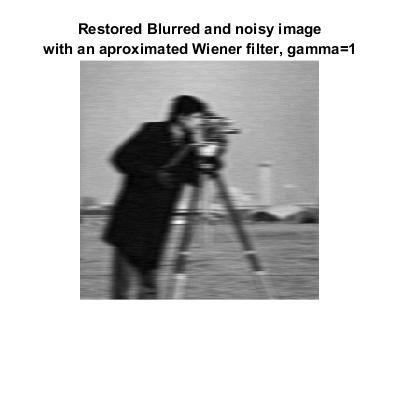 Restored Blurred and noisy image
with an aproximated Wiener filter, gamma=1